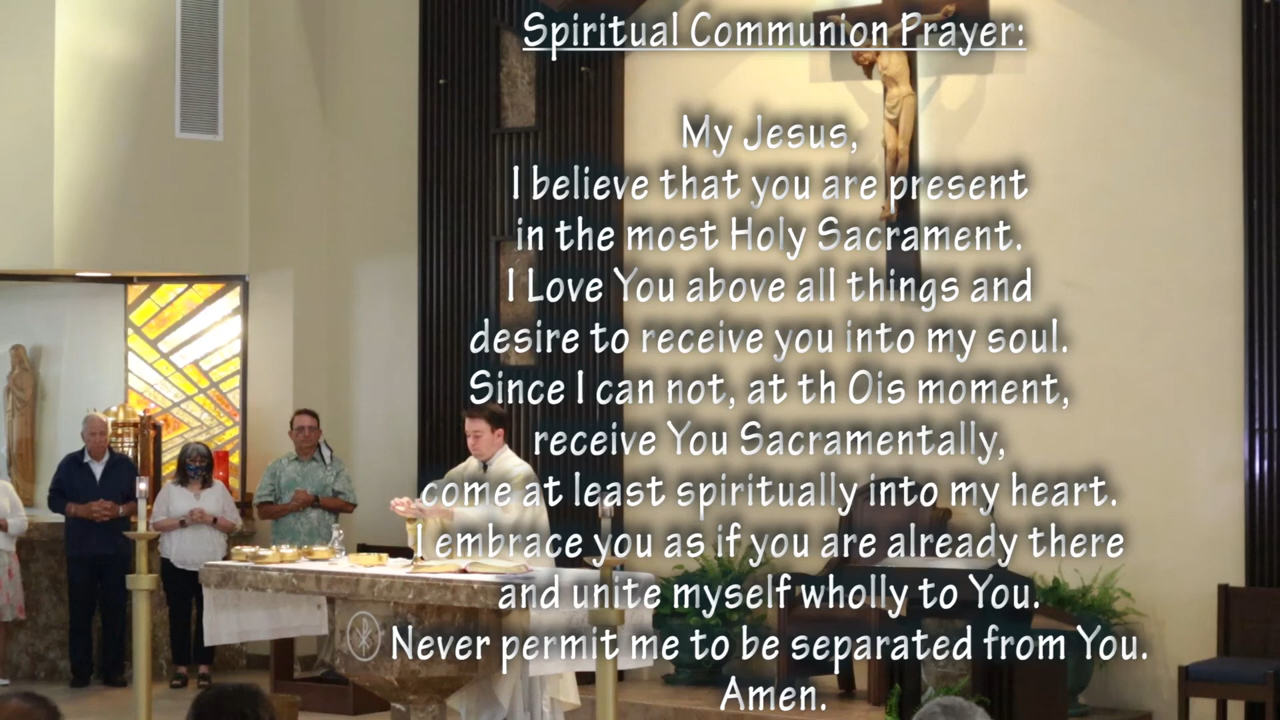 Spiritual Communion Prayer:
My Jesus,
I believe that you are present
in the most Holy Sacrament.
I Love You above all things and
desire to receive you into my soul.
Since I can not, at th Ois moment,
receive You Sacramentally,
come at least spiritually into my heart.
I embrace you as if you are already there
and unite myself wholly to You.
Never permit me to be separated from You.
Amen.